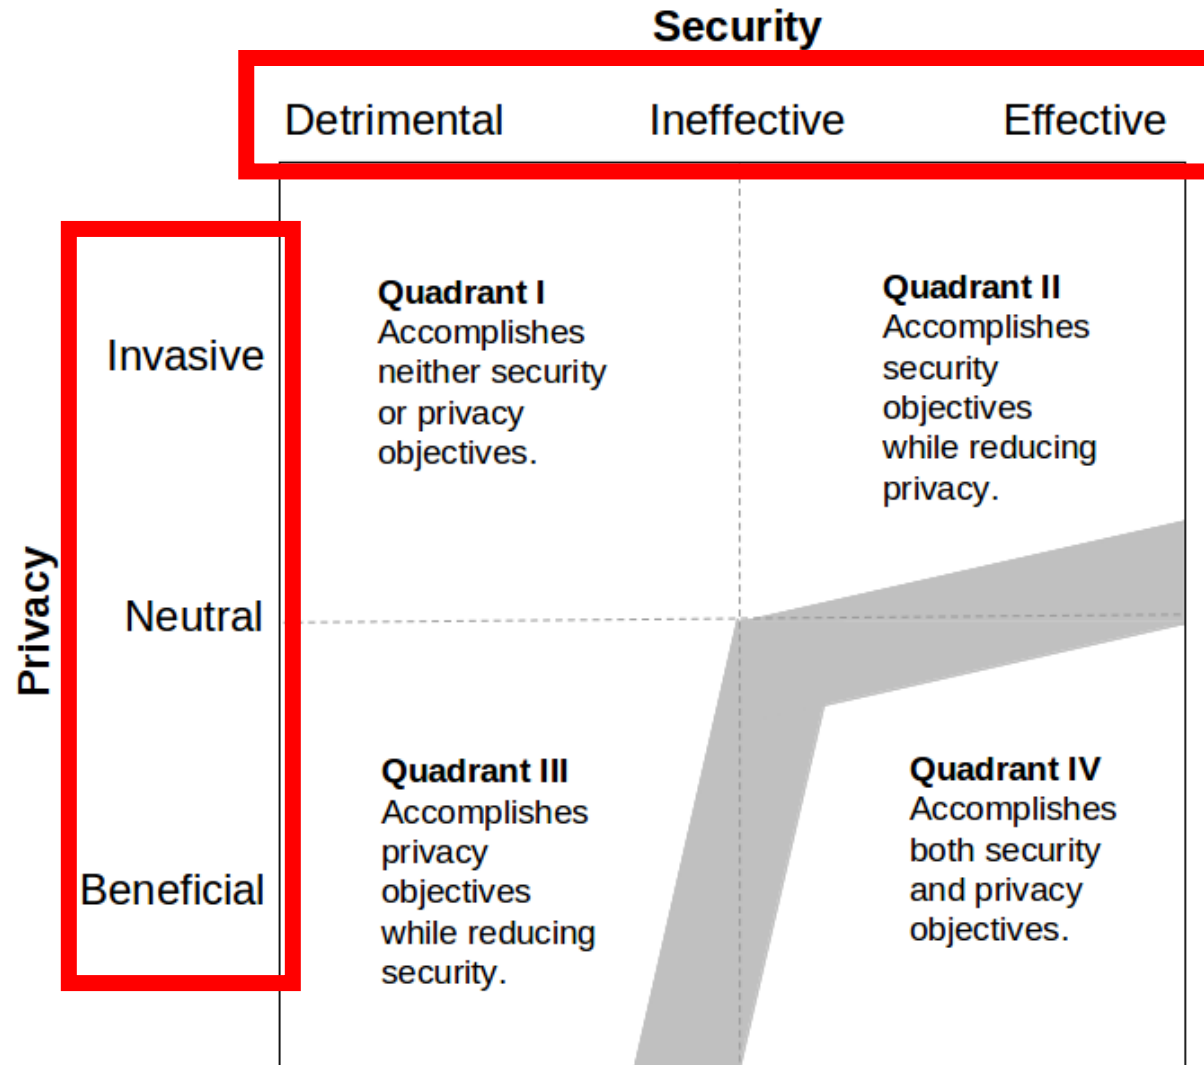 Security
Detrimental Ineffective Effective
Privacy
Invasive
Neutral
Beneficial
Quadrant I
Accomplishes
neither security
or privacy
objectives.
Quadrant II
Accomplishes
security
objectives
while reducing
privacy.
Quadrant III
Accomplishes
privacy
objectives
while reducing
security.
Quadrant IV
Accomplishes
both security
and privacy
objectives.